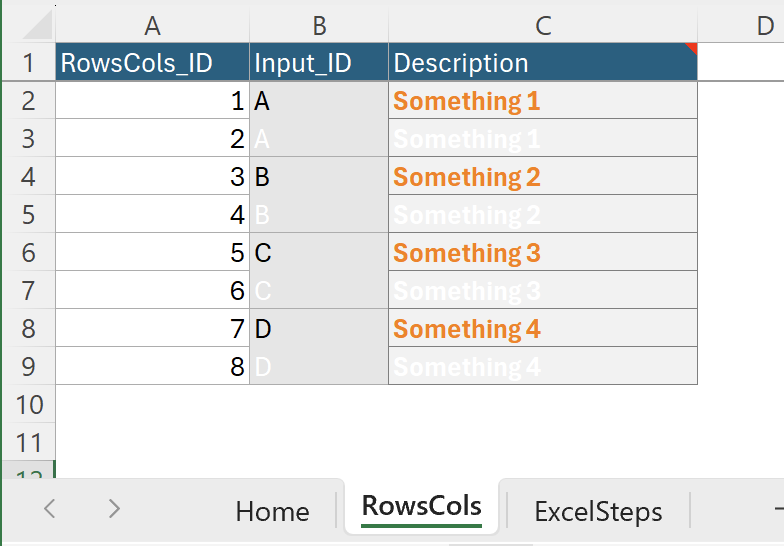 A B C D
1 RowsCols_ID Input_ID Description
2 1 A Something 1
3 2 A Something 1
4 3 B Something 2
5 4 B Something 2
6 5 C Something 3
7 6 C Something 3
8 7 D Something 4
9 8 D Something 4
10
11
12
Home RowsCols ExcelSteps